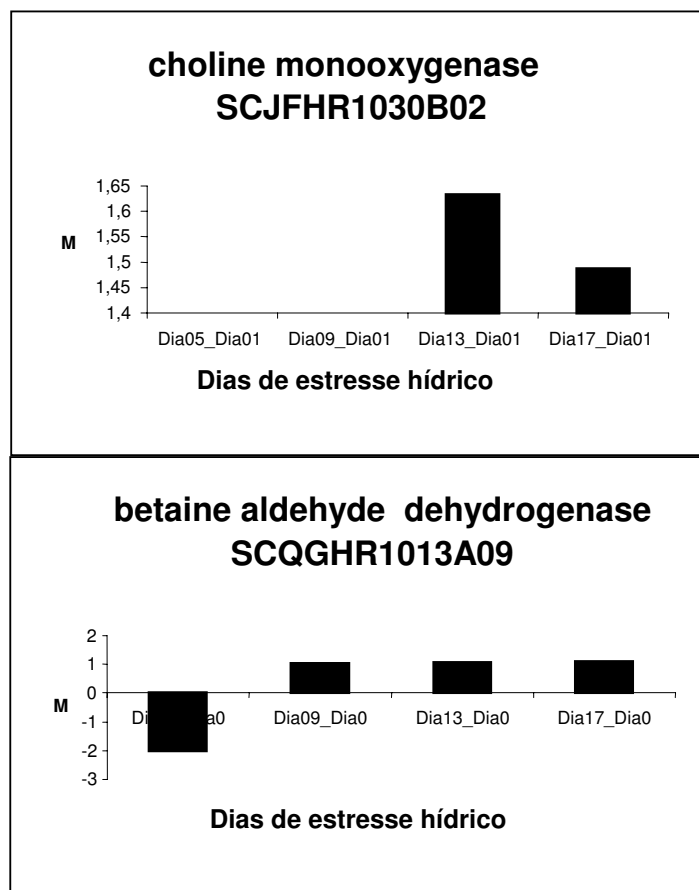 choline monooxygenase
SCJFHR1030B02
1,65
1,6
1,55
1,5
1,45
1,4
M
Dia05_Dia01 Dia09_Dia01 Dia13_Dia01 Dia17_Dia01
Dias de estresse hídrico
betaine aldehyde dehydrogenase
SCQGHR1013A09
2
1
0
-1
-2
-3
M
Dia09_Dia0 Dia13_Dia0 Dia17_Dia0
Dias de estresse hídrico